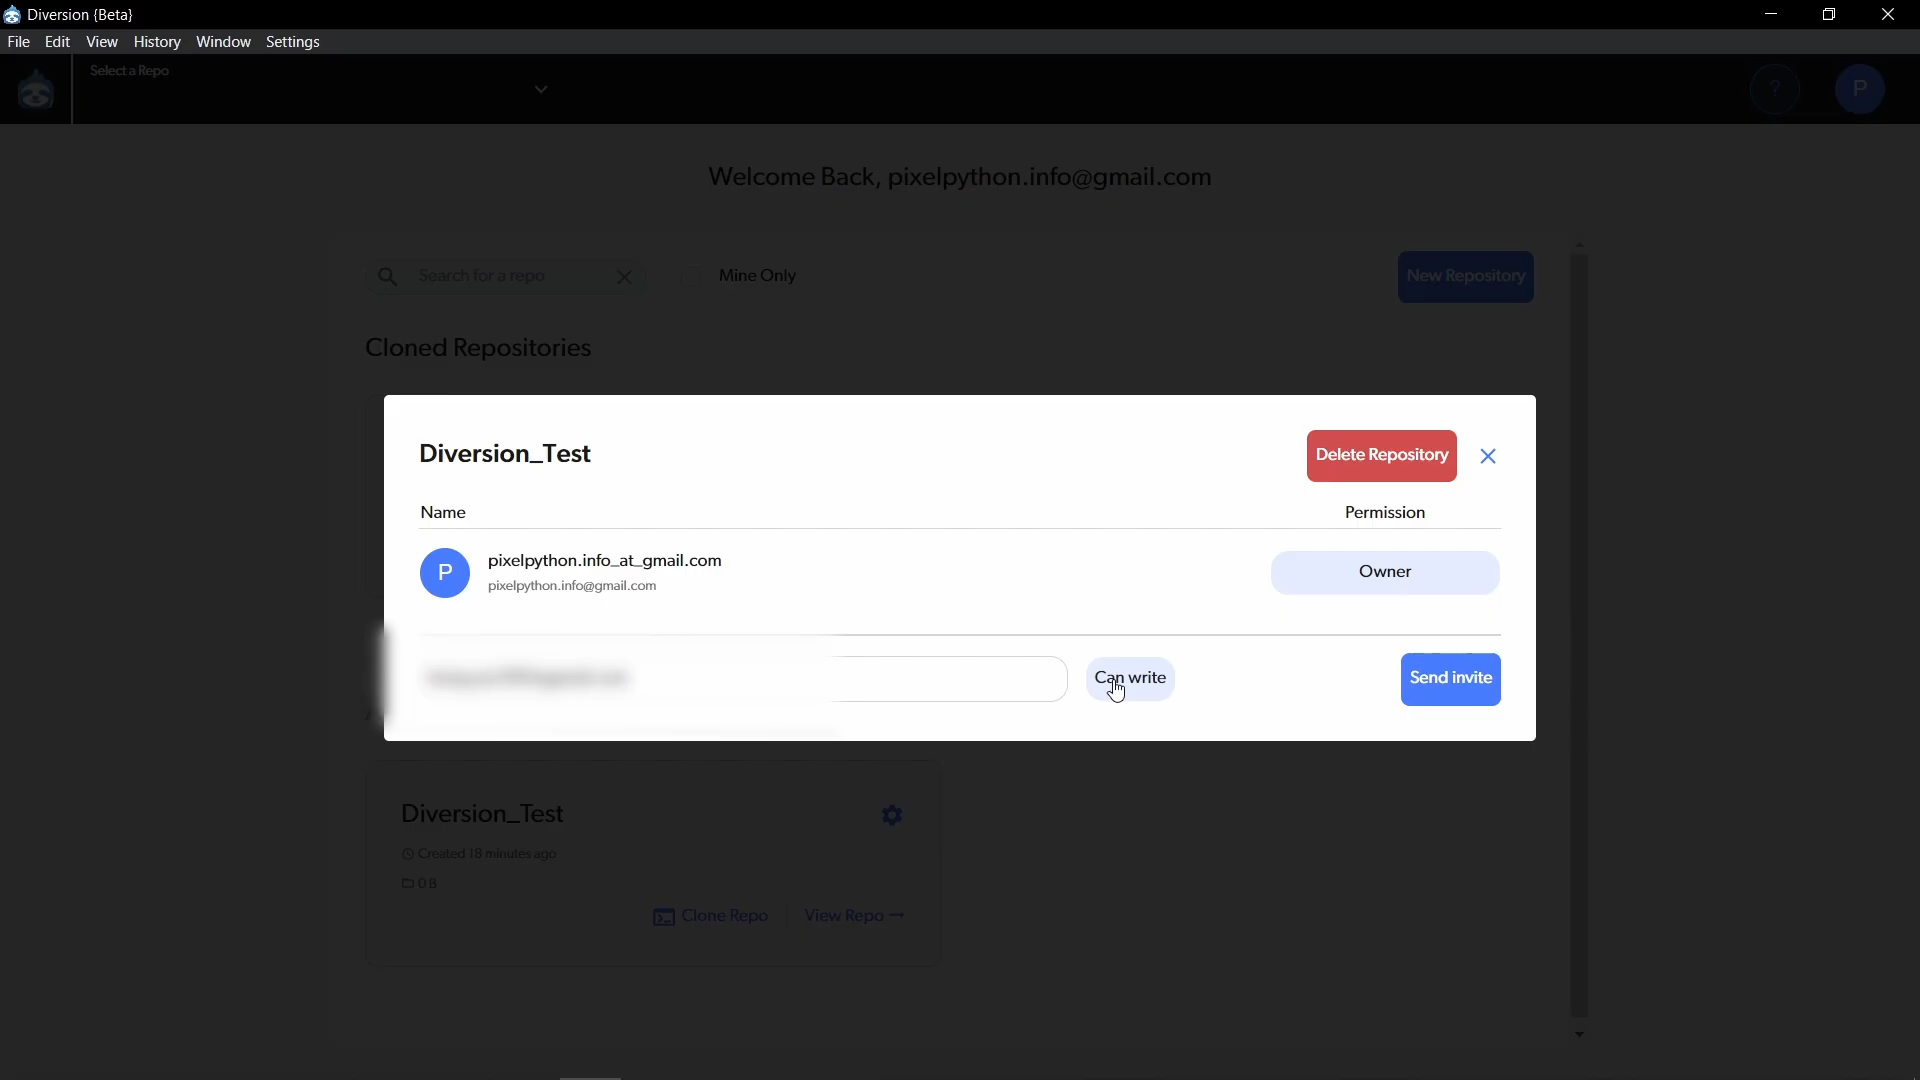 Diversion {Beta}
File Edit View History Window Settings
Select a Repo
? P
Welcome Back, pixelpython.info@gmail.com
Search for a repo Mine Only New Repository
Cloned Repositories
Diversion_Test Delete Repository
Name Permission
P pixelpython.info_at_gmail.com Owner
pixelpython.info@gmail.com
Can write Send invite
Diversion_Test
Created 18 minutes ago
0 B
Clone Repo View Repo →